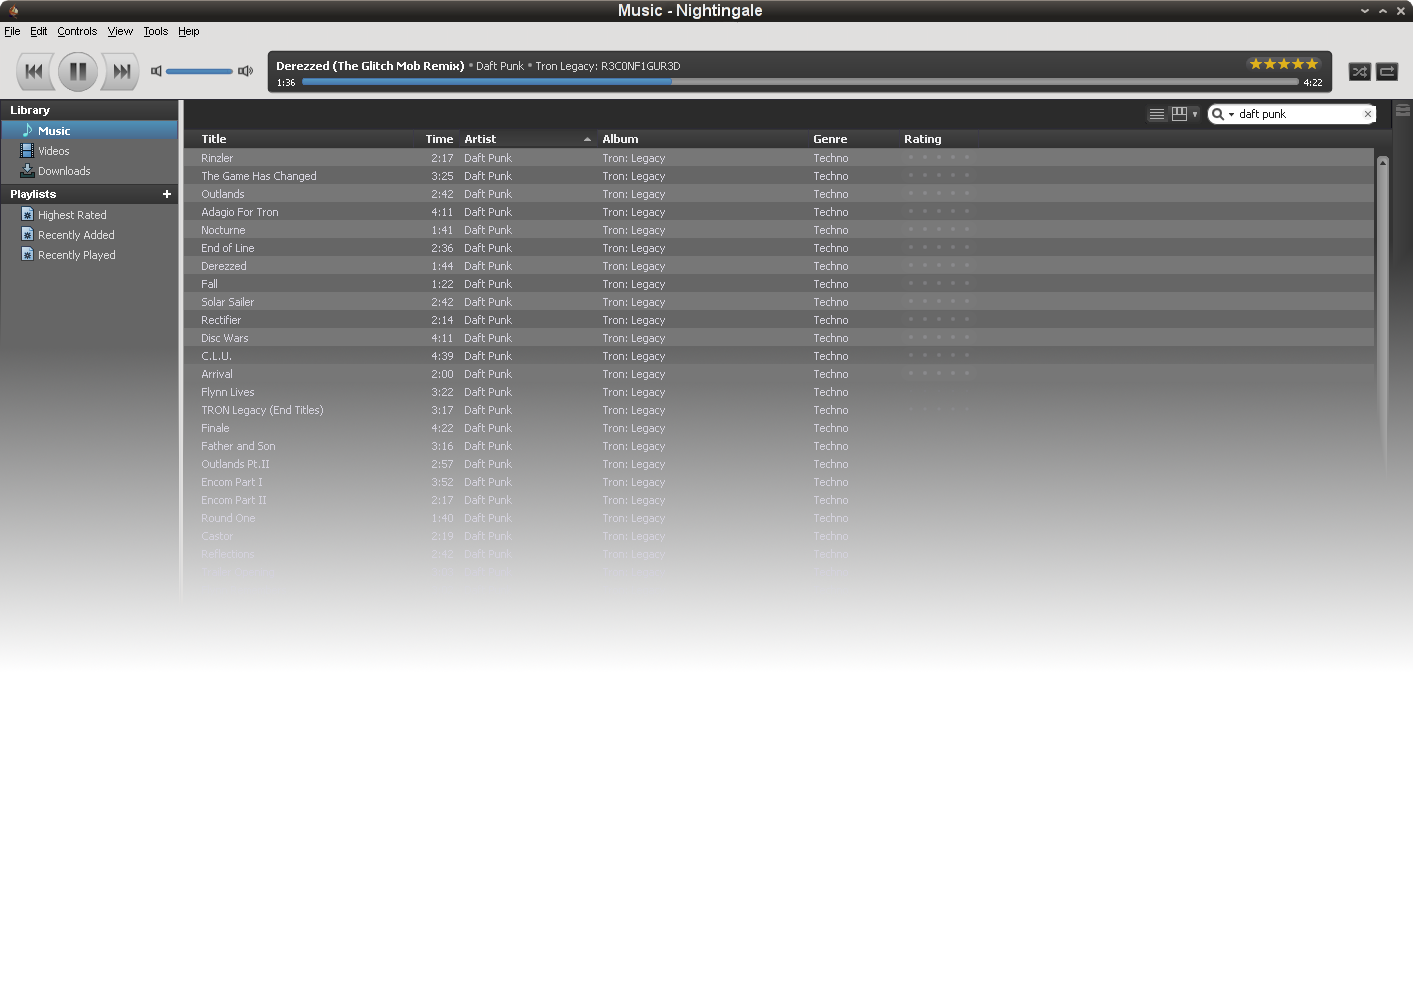 Music - Nightingale
File Edit Controls View Tools Help
Derezzed (The Glitch Mob Remix) • Daft Punk • Tron Legacy: R3C0NF1GUR3D
1:36 4:22
Library
Music
Videos
Downloads
Playlists +
Highest Rated
Recently Added
Recently Played
daft punk
Title Time Artist Album Genre Rating
Rinzler 2:17 Daft Punk Tron: Legacy Techno
The Game Has Changed 3:25 Daft Punk Tron: Legacy Techno
Outlands 2:42 Daft Punk Tron: Legacy Techno
Adagio For Tron 4:11 Daft Punk Tron: Legacy Techno
Nocturne 1:41 Daft Punk Tron: Legacy Techno
End of Line 2:36 Daft Punk Tron: Legacy Techno
Derezzed 1:44 Daft Punk Tron: Legacy Techno
Fall 1:22 Daft Punk Tron: Legacy Techno
Solar Sailer 2:42 Daft Punk Tron: Legacy Techno
Rectifier 2:14 Daft Punk Tron: Legacy Techno
Disc Wars 4:11 Daft Punk Tron: Legacy Techno
C.L.U. 4:39 Daft Punk Tron: Legacy Techno
Arrival 2:00 Daft Punk Tron: Legacy Techno
Flynn Lives 3:22 Daft Punk Tron: Legacy Techno
TRON Legacy (End Titles) 3:17 Daft Punk Tron: Legacy Techno
Finale 4:22 Daft Punk Tron: Legacy Techno
Father and Son 3:16 Daft Punk Tron: Legacy Techno
Outlands Pt.II 2:57 Daft Punk Tron: Legacy Techno
Encom Part I 3:52 Daft Punk Tron: Legacy Techno
Encom Part II 2:17 Daft Punk Tron: Legacy Techno
Round One 1:40 Daft Punk Tron: Legacy Techno
Castor 2:19 Daft Punk Tron: Legacy Techno
Reflections 2:42 Daft Punk Tron: Legacy Techno
Daft Punk Tron: Legacy Techno